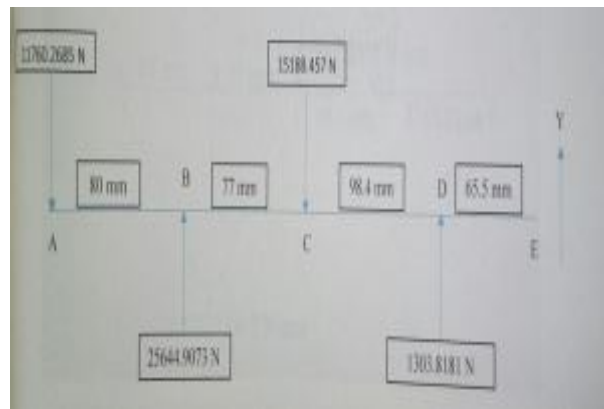 11760.2685 N
15188.457 N
Y
80 mm
B
77 mm
98.4 mm
D
65.5 mm
A
C
E
25644.9073 N
1303.8181 N